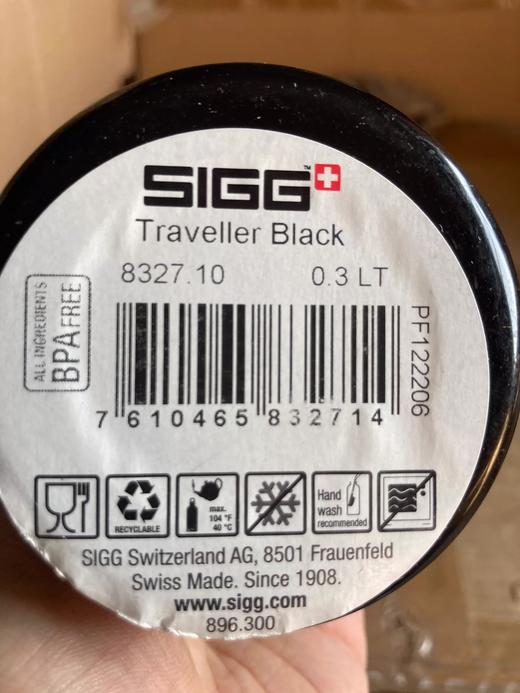 SIGG™
Traveller Black
8327.10 0.3 LT
ALL INGREDIENTS
BPA FREE
PF122206
7 610465 832714
RECYCLABLE
max.
104 °F
40 °C
Hand
wash
recommended
SIGG Switzerland AG, 8501 Frauenfeld
Swiss Made. Since 1908.
www.sigg.com
896.300